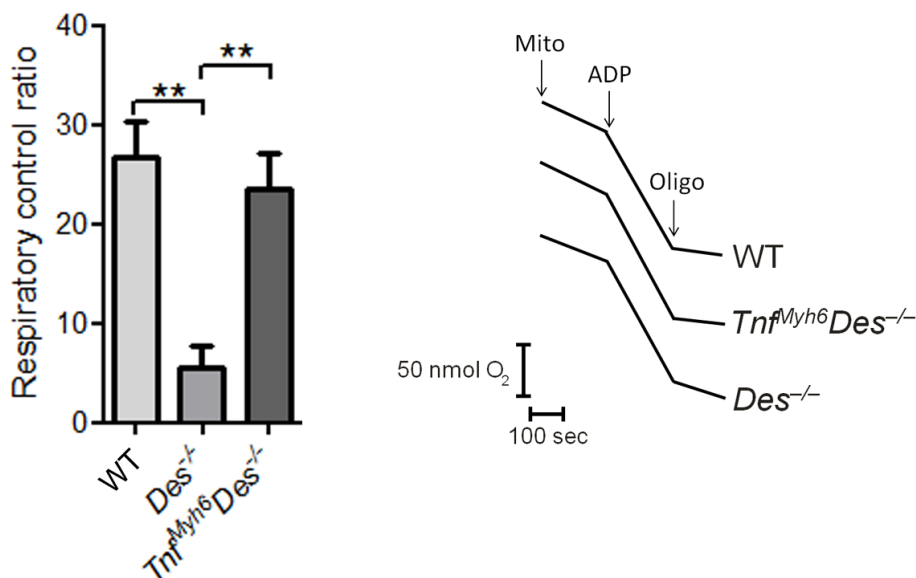 Respiratory control ratio
40
30
20
10
0
**
**
WT
Des-/-
TnfMyh6Des-/-
Mito
ADP
Oligo
WT
TnfMyh6Des–/–
Des–/–
50 nmol O2
100 sec